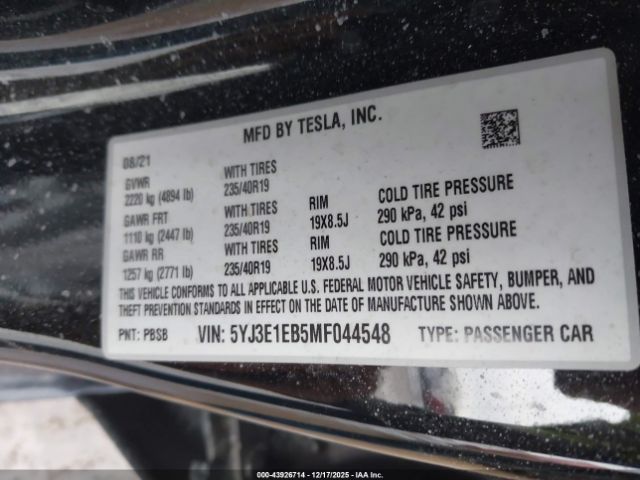 MFD BY TESLA, INC.
08/21
GVWR WITH TIRES
2220 kg (4894 lb) 235/40R19
GAWR FRT WITH TIRES RIM COLD TIRE PRESSURE
1110 kg (2447 lb) 235/40R19 19X8.5J 290 kPa, 42 psi
GAWR RR WITH TIRES RIM COLD TIRE PRESSURE
1257 kg (2771 lb) 235/40R19 19X8.5J 290 kPa, 42 psi
THIS VEHICLE CONFORMS TO ALL APPLICABLE U.S. FEDERAL MOTOR VEHICLE SAFETY, BUMPER, AND
THEFT PREVENTION STANDARDS IN EFFECT ON THE DATE OF MANUFACTURE SHOWN ABOVE.
PNT: PBSB VIN: 5YJ3E1EB5MF044548 TYPE: PASSENGER CAR
000-43926714 - 12/17/2025 - IAA Inc.